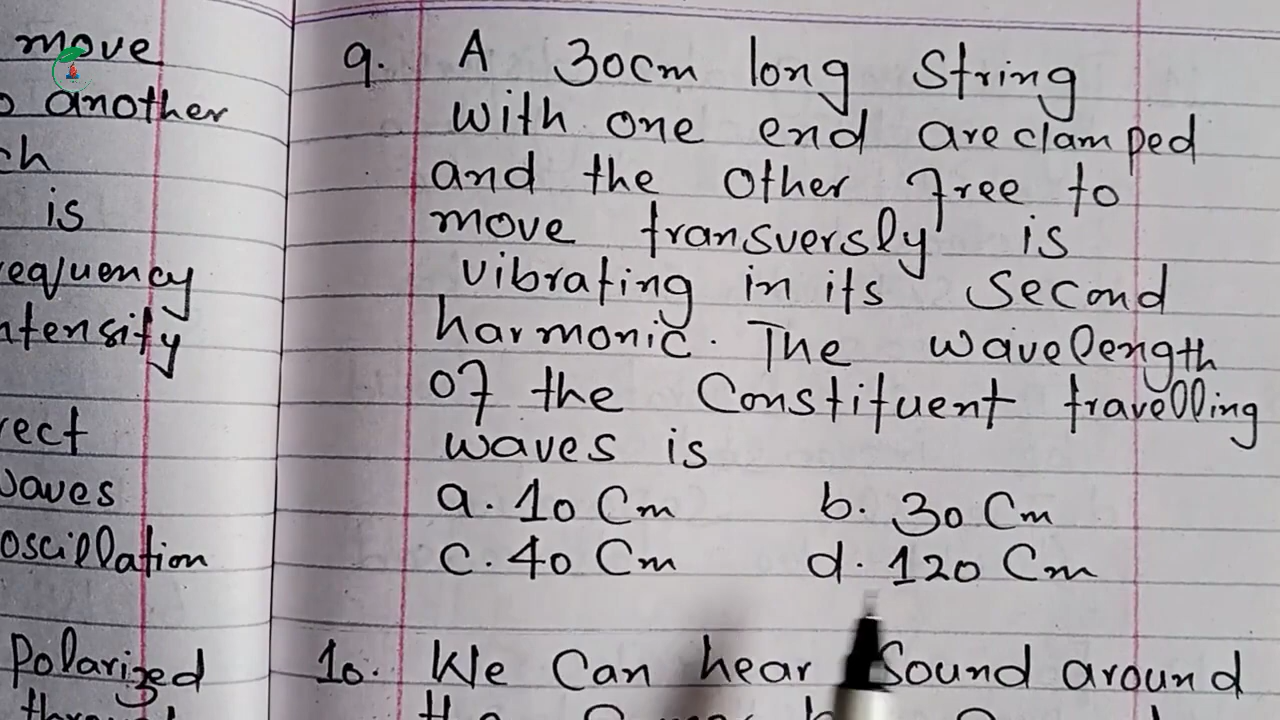 move
another
ch
is
requency
ntensity
rect
waves
oscillation
Polarized
9. A 30cm long String
with one end areclamped
and the other free to
move transversly is
vibrating in its Second
harmonic. The wavelength
of the Constituent travelling
waves is
a. 10 Cm b. 30 Cm
c. 40 Cm d. 120 Cm
10. We Can hear Sound around